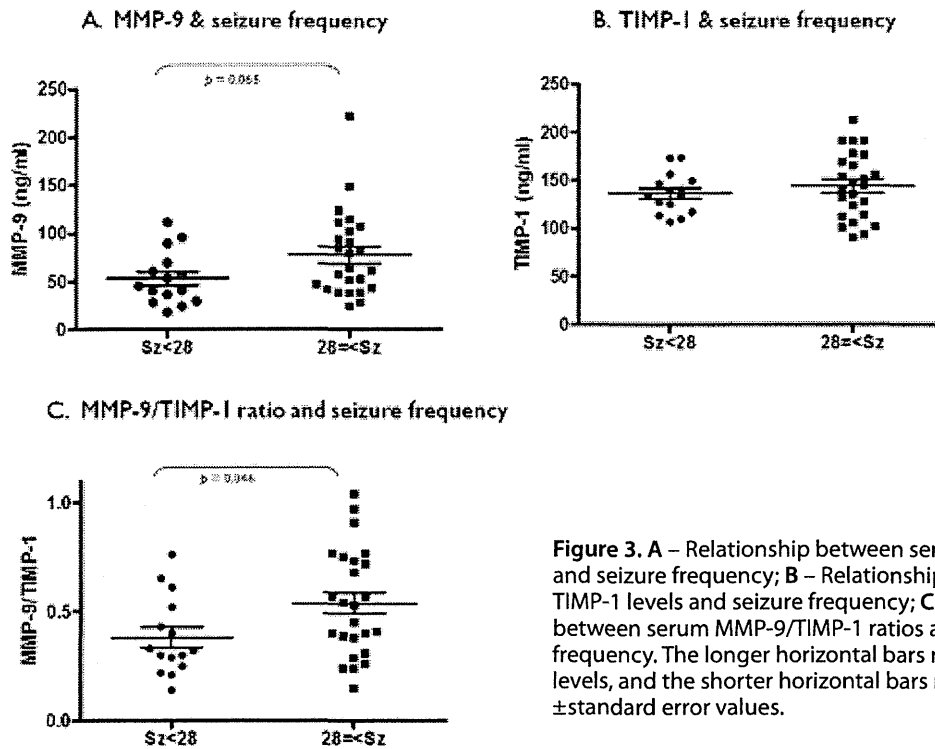 A. MMP-9 & seizure frequency
p = 0.065
250
200
150
100
50
0
MMP-9 (ng/ml)
Sz<28
28=<Sz
B. TIMP-1 & seizure frequency
250
200
150
100
50
0
TIMP-1 (ng/ml)
Sz<28
28=<Sz
C. MMP-9/TIMP-1 ratio and seizure frequency
p = 0.046
1.0
0.5
0.0
MMP-9/TIMP-1
Sz<28
28=<Sz
Figure 3. A – Relationship between ser
and seizure frequency; B – Relationship
TIMP-1 levels and seizure frequency; C
between serum MMP-9/TIMP-1 ratios a
frequency. The longer horizontal bars r
levels, and the shorter horizontal bars r
±standard error values.